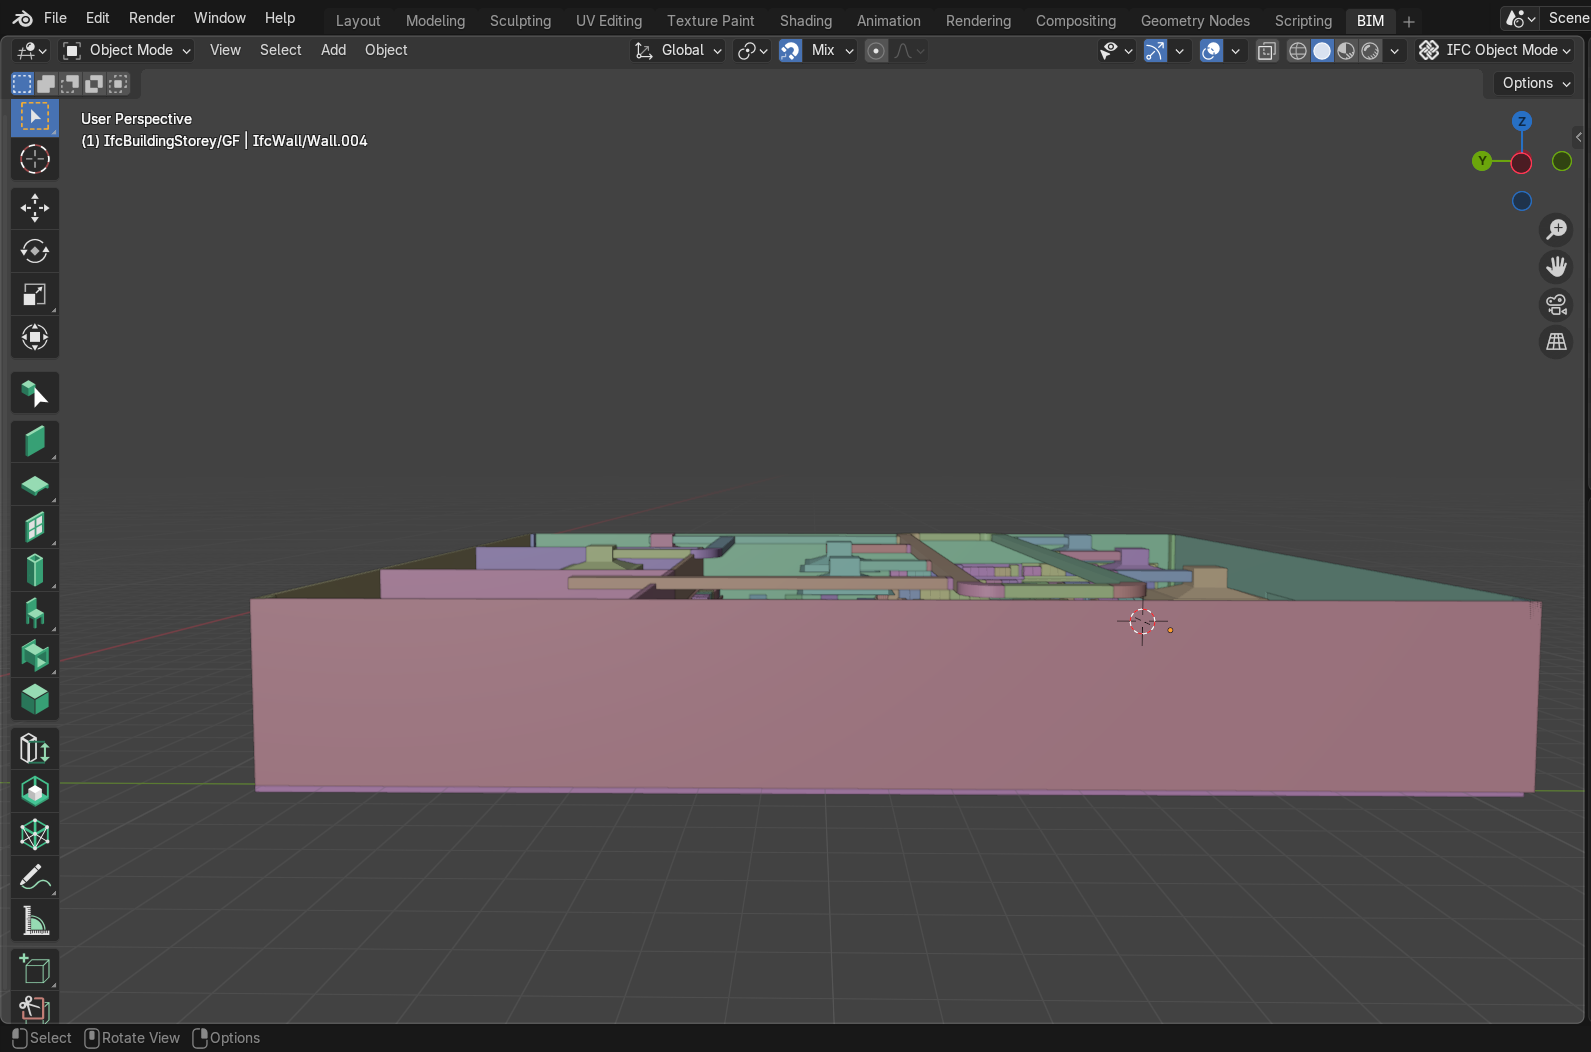 File Edit Render Window Help Layout Modeling Sculpting UV Editing Texture Paint Shading Animation Rendering Compositing Geometry Nodes Scripting BIM + Scene
Object Mode View Select Add Object Global Mix IFC Object Mode
Options
User Perspective
(1) IfcBuildingStorey/GF | IfcWall/Wall.004
Z
Y
Select Rotate View Options